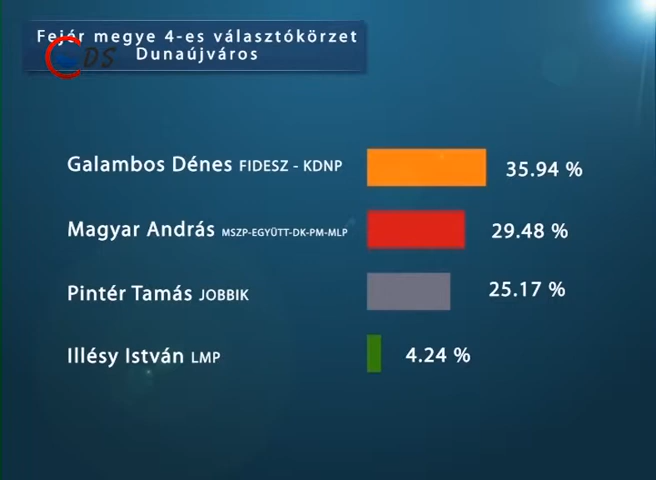 Fejér megye 4-es választókörzet
Dunaújváros
DS
Galambos Dénes FIDESZ - KDNP 35.94 %
Magyar András MSZP-EGYÜTT-DK-PM-MLP 29.48 %
Pintér Tamás JOBBIK 25.17 %
Illésy István LMP 4.24 %